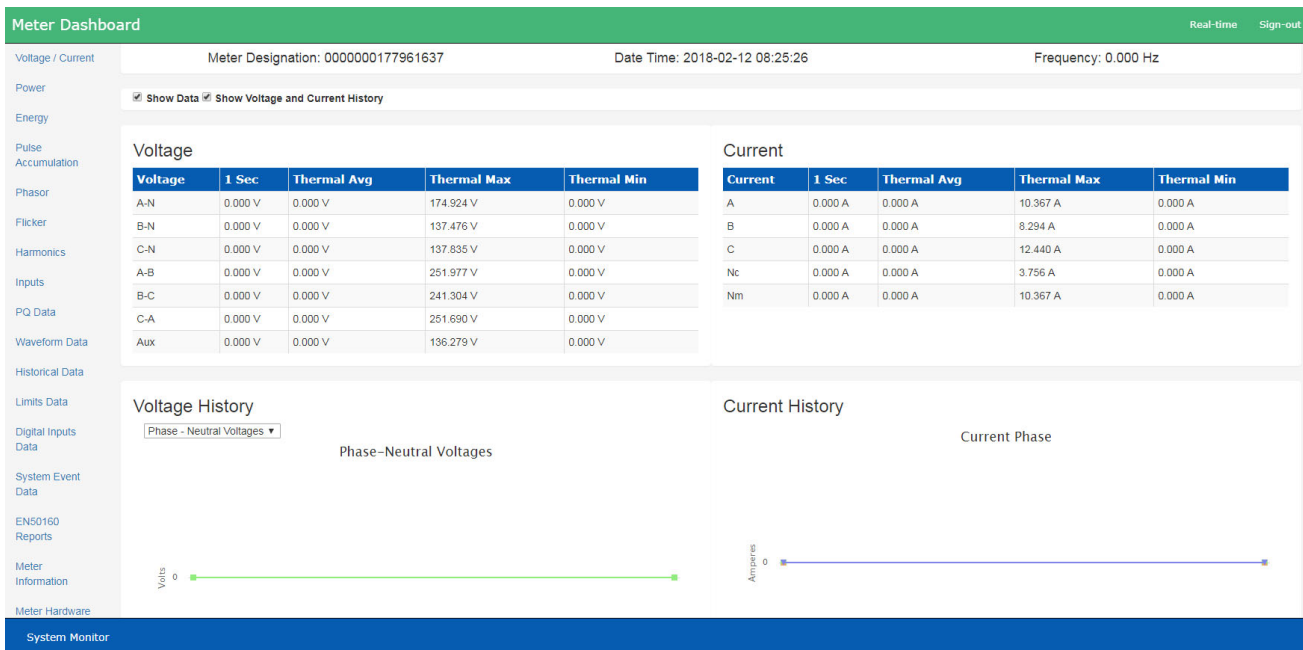 Meter Dashboard
Real-time Sign-out
Meter Designation: 0000000177961637 Date Time: 2018-02-12 08:25:26 Frequency: 0.000 Hz
Voltage / Current
Power
Energy
Pulse
Accumulation
Phasor
Flicker
Harmonics
Inputs
PQ Data
Waveform Data
Historical Data
Limits Data
Digital Inputs
Data
System Event
Data
EN50160
Reports
Meter
Information
Meter Hardware
Show Data Show Voltage and Current History
Voltage
Voltage 1 Sec Thermal Avg Thermal Max Thermal Min
A-N 0.000 V 0.000 V 174.924 V 0.000 V
B-N 0.000 V 0.000 V 137.476 V 0.000 V
C-N 0.000 V 0.000 V 137.835 V 0.000 V
A-B 0.000 V 0.000 V 251.977 V 0.000 V
B-C 0.000 V 0.000 V 241.304 V 0.000 V
C-A 0.000 V 0.000 V 251.690 V 0.000 V
Aux 0.000 V 0.000 V 136.279 V 0.000 V
Current
Current 1 Sec Thermal Avg Thermal Max Thermal Min
A 0.000 A 0.000 A 10.367 A 0.000 A
B 0.000 A 0.000 A 8.294 A 0.000 A
C 0.000 A 0.000 A 12.440 A 0.000 A
Nc 0.000 A 0.000 A 3.756 A 0.000 A
Nm 0.000 A 0.000 A 10.367 A 0.000 A
Voltage History
Phase - Neutral Voltages
Phase-Neutral Voltages
Volts
0
Current History
Current Phase
Amperes
0
System Monitor